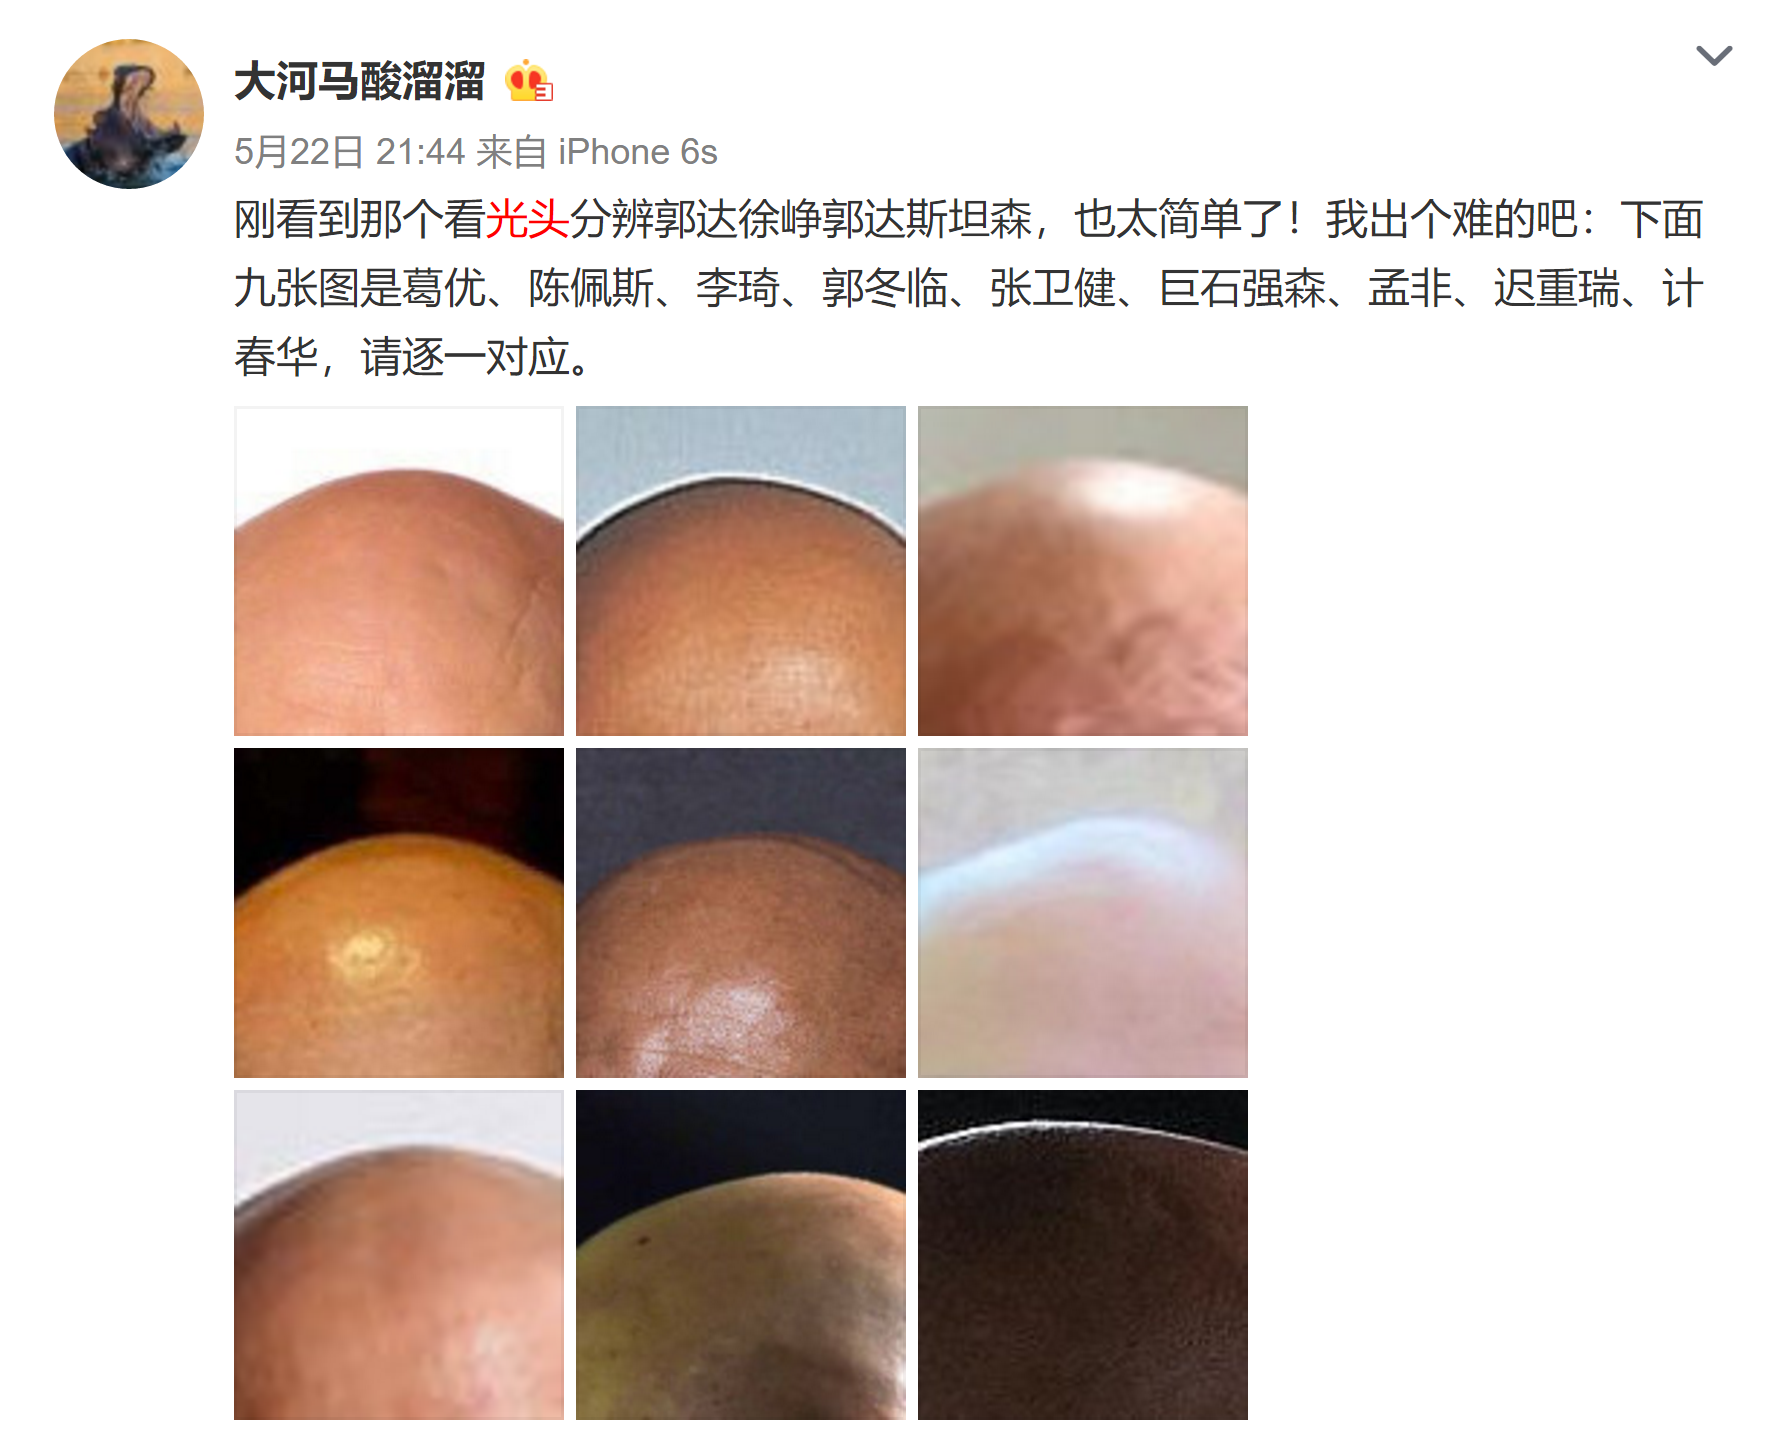 大河马酸溜溜
5月22日 21:44 来自 iPhone 6s
刚看到那个看光头分辨郭达徐峥郭达斯坦森，也太简单了！我出个难的吧：下面
九张图是葛优、陈佩斯、李琦、郭冬临、张卫健、巨石强森、孟非、迟重瑞、计
春华，请逐一对应。